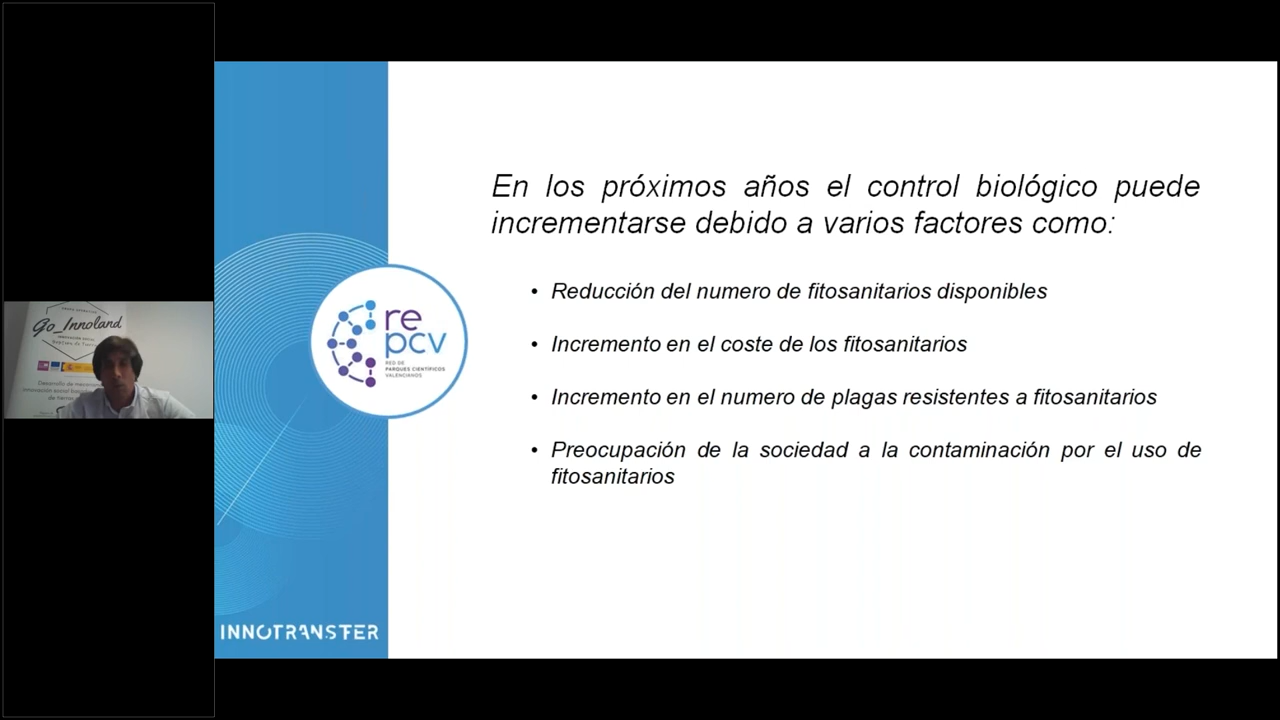 En los próximos años el control biológico puede
incrementarse debido a varios factores como:
• Reducción del numero de fitosanitarios disponibles
• Incremento en el coste de los fitosanitarios
• Incremento en el numero de plagas resistentes a fitosanitarios
• Preocupación de la sociedad a la contaminación por el uso de
fitosanitarios
re
pcv
RED DE
PARQUES CIENTÍFICOS
VALENCIANOS
INNOTRANSFER
Go_Innoland